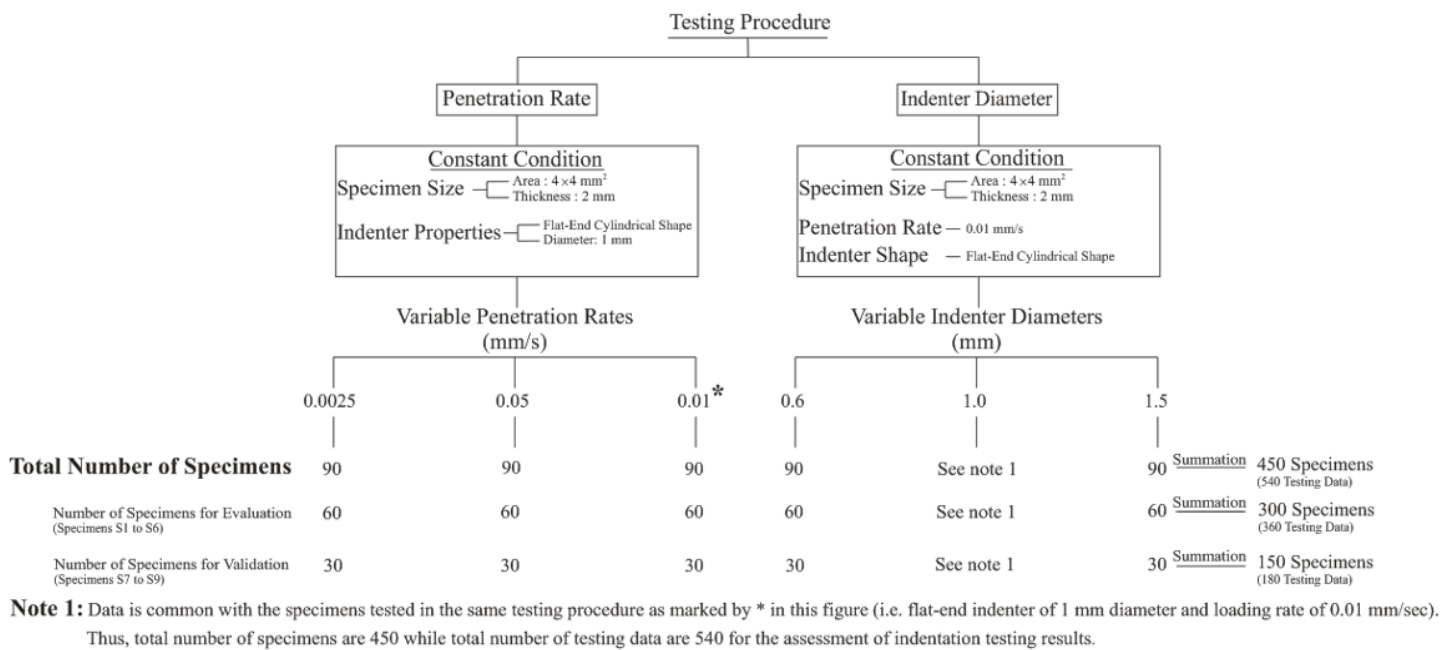 Testing Procedure
Penetration Rate
Indenter Diameter
Constant Condition
Specimen Size
Area : 4×4 mm²
Thickness : 2 mm
Indenter Properties
Flat-End Cylindrical Shape
Diameter: 1 mm
Constant Condition
Specimen Size
Area : 4×4 mm²
Thickness : 2 mm
Penetration Rate — 0.01 mm/s
Indenter Shape — Flat-End Cylindrical Shape
Variable Penetration Rates
(mm/s)
Variable Indenter Diameters
(mm)
0.0025 0.05 0.01* 0.6 1.0 1.5
Total Number of Specimens 90 90 90 90 See note 1 90 Summation 450 Specimens
(540 Testing Data)
Number of Specimens for Evaluation 60 60 60 60 See note 1 60 Summation 300 Specimens
(Specimens S1 to S6) (360 Testing Data)
Number of Specimens for Validation 30 30 30 30 See note 1 30 Summation 150 Specimens
(Specimens S7 to S9) (180 Testing Data)
Note 1: Data is common with the specimens tested in the same testing procedure as marked by * in this figure (i.e. flat-end indenter of 1 mm diameter and loading rate of 0.01 mm/sec).
Thus, total number of specimens are 450 while total number of testing data are 540 for the assessment of indentation testing results.